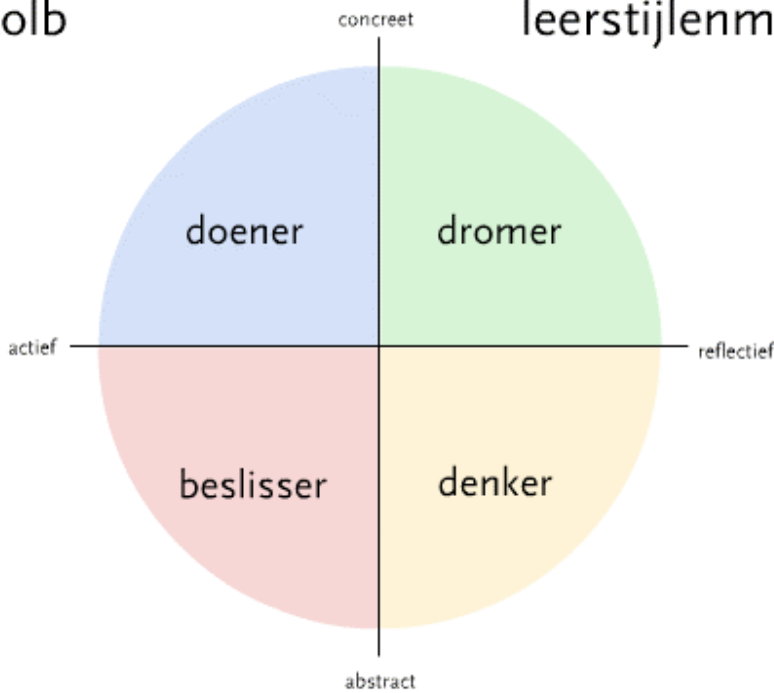 olb leerstijlenm
concreet
doener dromer
actief reflectief
beslisser denker
abstract